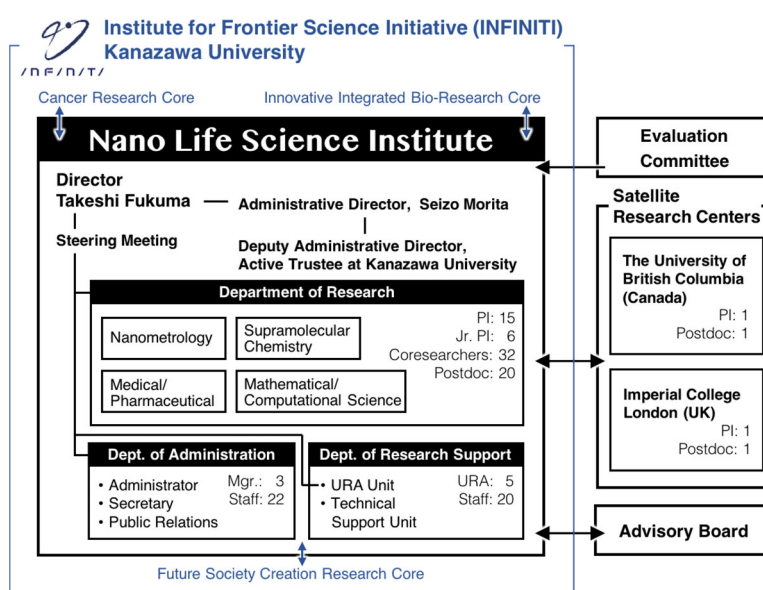 Institute for Frontier Science Initiative (INFINITI)
Kanazawa University
INFINITI
Cancer Research Core
Innovative Integrated Bio-Research Core
Nano Life Science Institute
Director
Takeshi Fukuma
Administrative Director, Seizo Morita
Steering Meeting
Deputy Administrative Director,
Active Trustee at Kanazawa University
Department of Research
Nanometrology
Supramolecular
Chemistry
Medical/
Pharmaceutical
Mathematical/
Computational Science
PI: 15
Jr. PI: 6
Coresearchers: 32
Postdoc: 20
Dept. of Administration
• Administrator
• Secretary
• Public Relations
Mgr.: 3
Staff: 22
Dept. of Research Support
• URA Unit
• Technical
Support Unit
URA: 5
Staff: 20
Future Society Creation Research Core
Evaluation
Committee
Satellite
Research Centers
The University of
British Columbia
(Canada)
PI: 1
Postdoc: 1
Imperial College
London (UK)
PI: 1
Postdoc: 1
Advisory Board